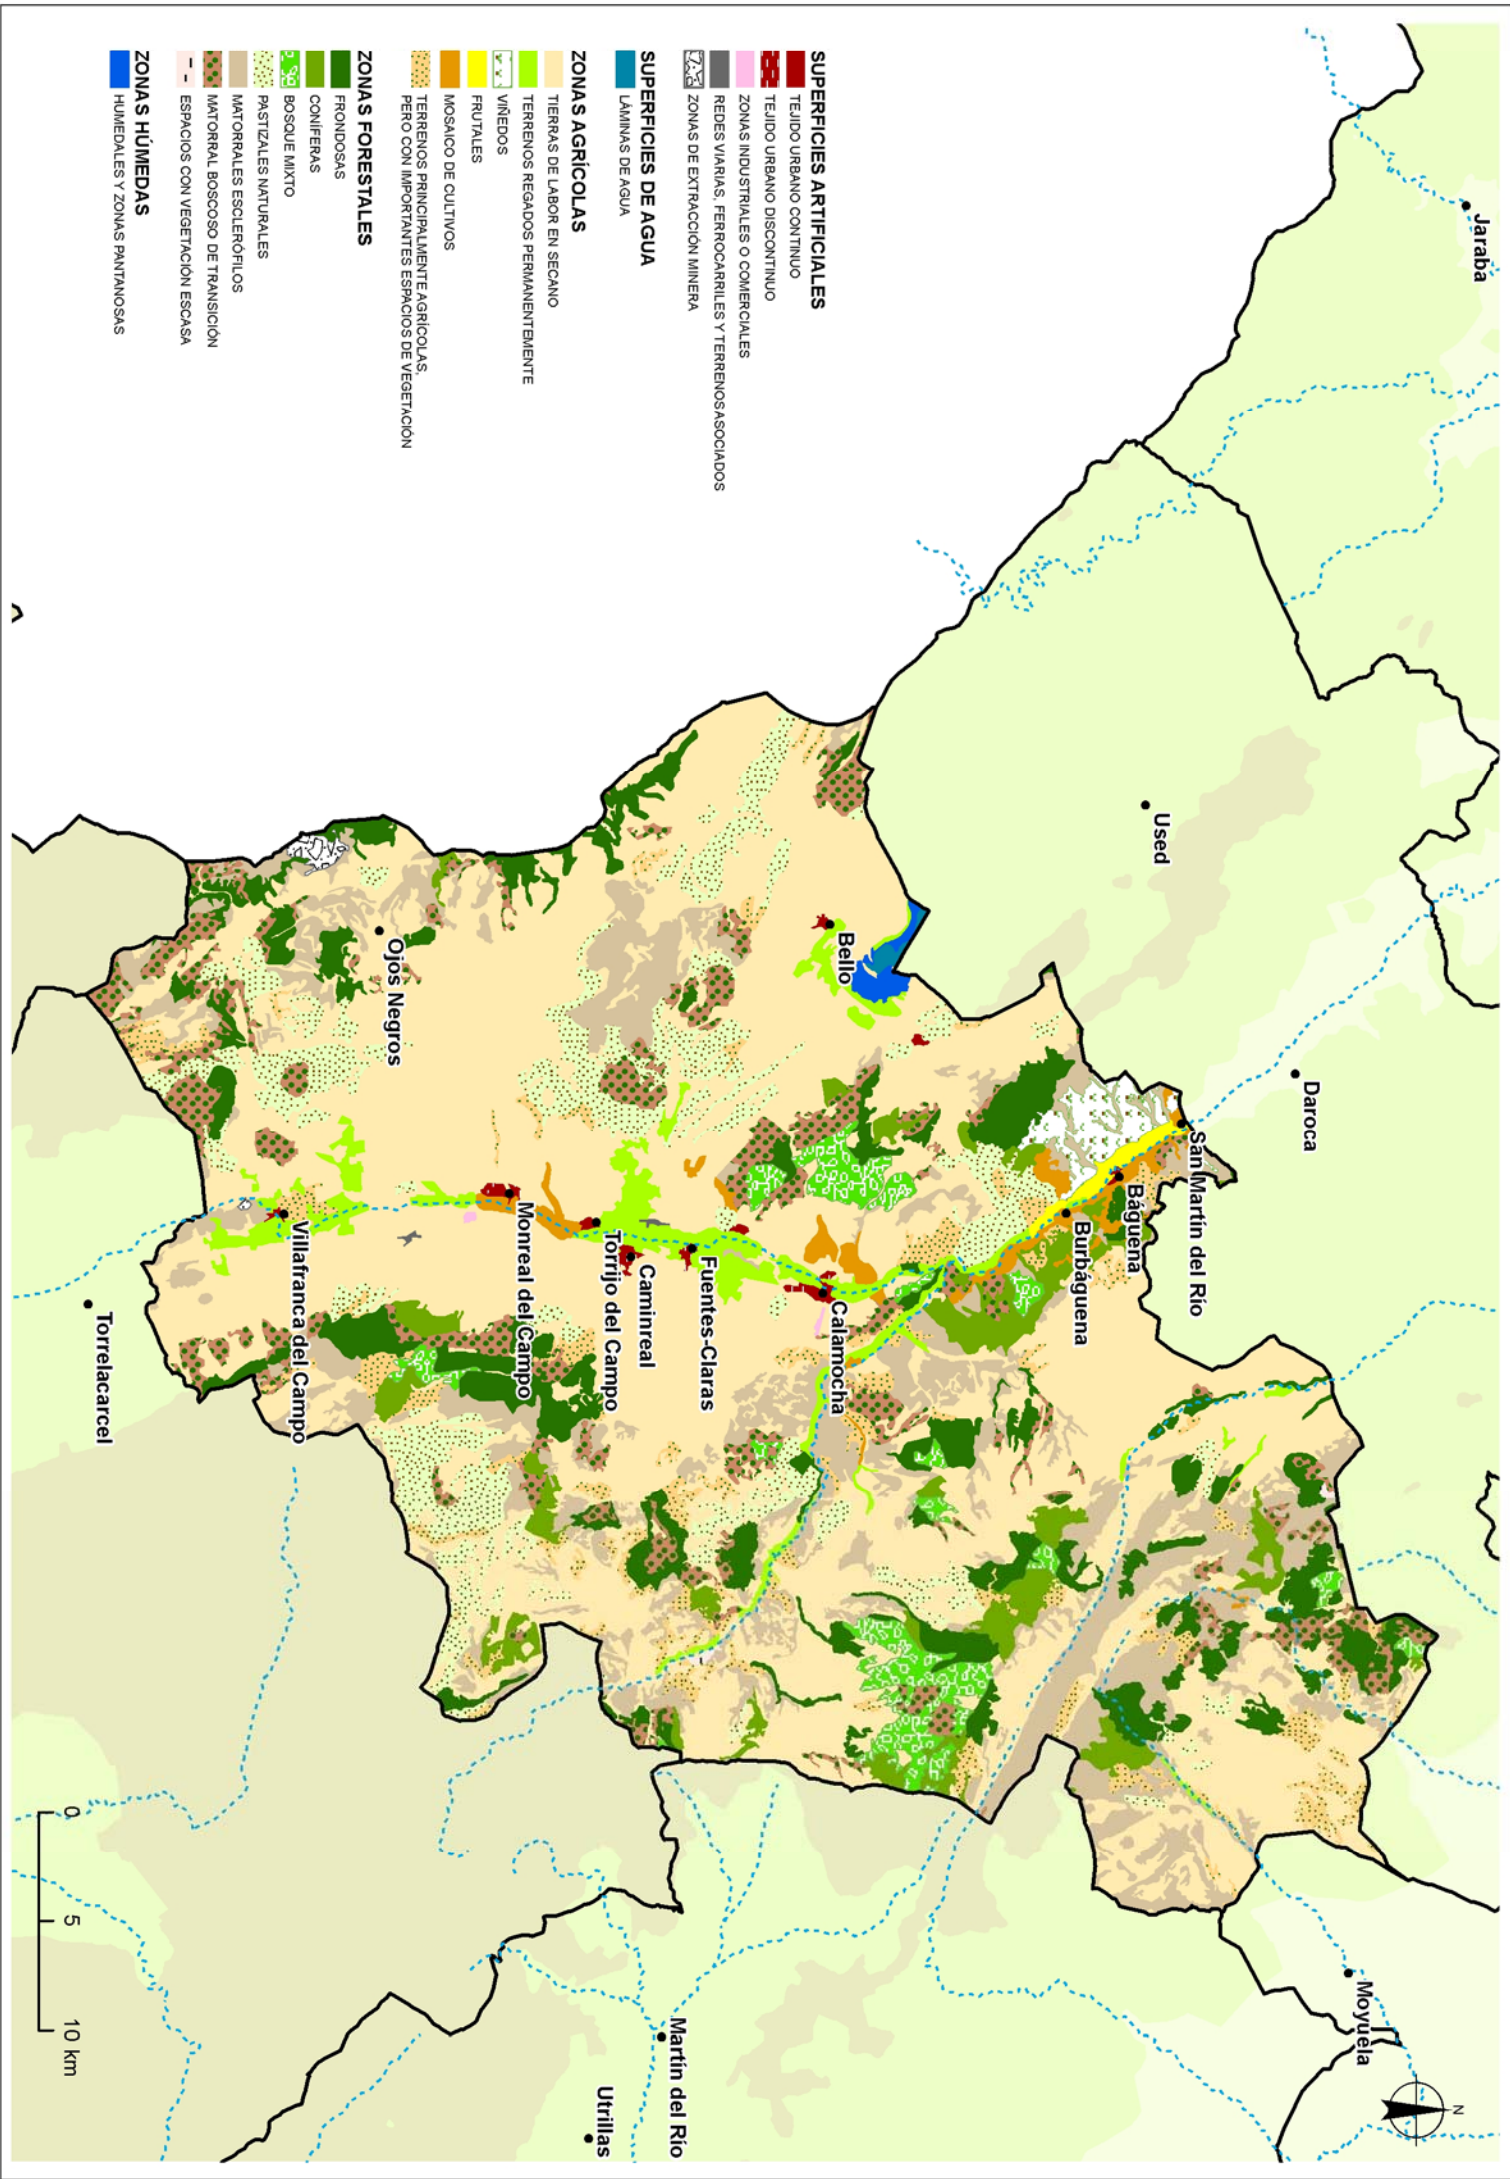 SUPERFICIES ARTIFICIALES
TEJIDO URBANO CONTINUO
TEJIDO URBANO DISCONTINUO
ZONAS INDUSTRIALES O COMERCIALES
REDES VIARIAS, FERROCARRILES Y TERRENOS ASOCIADOS
ZONAS DE EXTRACCIÓN MINERA
SUPERFICIES DE AGUA
LÁMINAS DE AGUA
ZONAS AGRÍCOLAS
TIERRAS DE LABOR EN SECANO
TERRENOS REGADOS PERMANENTEMENTE
VIÑEDOS
FRUTALES
MOSAICO DE CULTIVOS
TERRENOS PRINCIPALMENTE AGRÍCOLAS,
PERO CON IMPORTANTES ESPACIOS DE VEGETACIÓN
ZONAS FORESTALES
FRONDOSAS
CONÍFERAS
BOSQUE MIXTO
PASTIZALES NATURALES
MATORRALES ESCLERÓFILOS
MATORRAL BOSCOSO DE TRANSICIÓN
ESPACIOS CON VEGETACIÓN ESCASA
ZONAS HÚMEDAS
HUMEDALES Y ZONAS PANTANOSAS
Jaraba
Used
Daroca
San Martín del Río
Báguena
Burbáguena
Bello
Calamocha
Fuentes-Claras
Caminreal
Torrijo del Campo
Monreal del Campo
Ojos Negros
Villafranca del Campo
Torrelacarcel
Moyuela
Martín del Río
Utrillas
N
0 5 10 km